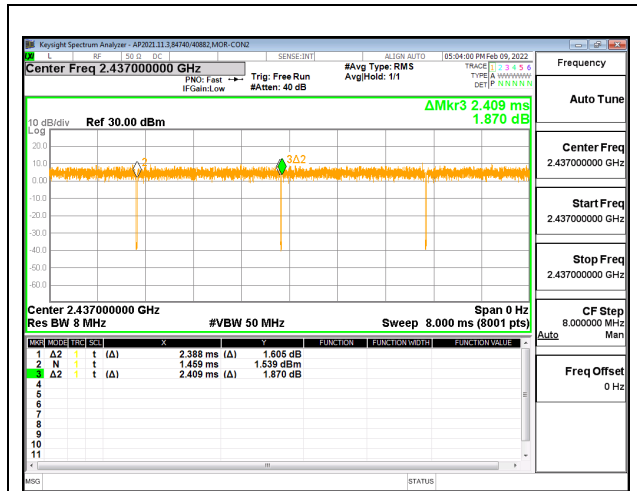 Keysight Spectrum Analyzer - AP2021.11.3,84740/40882,MOR-CON2
LXI L RF 50 Ω DC SENSE:INT ALIGN AUTO 05:04:00 PM Feb 09, 2022
Center Freq 2.437000000 GHz #Avg Type: RMS TRACE 1 2 3 4 5 6
PNO: Fast Trig: Free Run Avg|Hold: 1/1 TYPE A WWWWW
IFGain:Low #Atten: 40 dB DET P N N N N N
Frequency
Auto Tune
Center Freq
2.437000000 GHz
Start Freq
2.437000000 GHz
Stop Freq
2.437000000 GHz
CF Step
8.000000 MHz
Auto Man
Freq Offset
0 Hz
ΔMkr3 2.409 ms
10 dB/div Ref 30.00 dBm 1.870 dB
Log
20.0
10.0
0.00
-10.0
-20.0
-30.0
-40.0
-50.0
-60.0
2
3Δ2
Center 2.437000000 GHz Span 0 Hz
Res BW 8 MHz #VBW 50 MHz Sweep 8.000 ms (8001 pts)
MKR MODE TRC SCL X Y FUNCTION FUNCTION WIDTH FUNCTION VALUE
1 Δ2 1 t (Δ) 2.388 ms (Δ) 1.605 dB
2 N 1 t 1.459 ms 1.539 dBm
3 Δ2 1 t (Δ) 2.409 ms (Δ) 1.870 dB
4
5
6
7
8
9
10
11
MSG STATUS